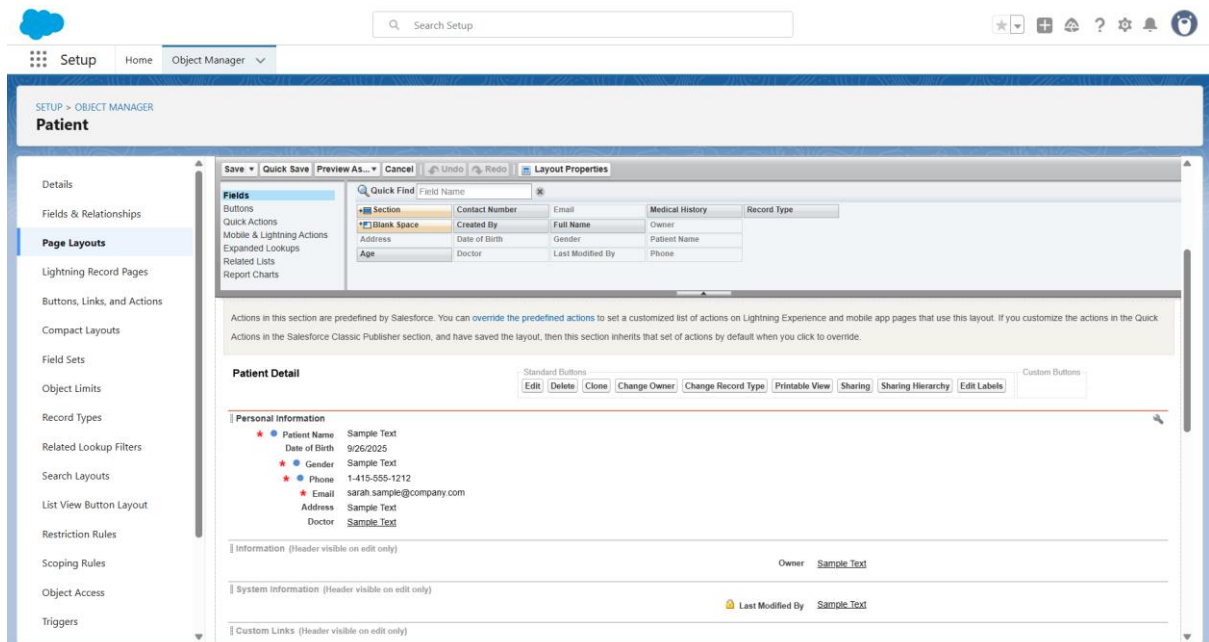 Search Setup
Setup
Home
Object Manager
SETUP > OBJECT MANAGER
Patient
Details
Fields & Relationships
Page Layouts
Lightning Record Pages
Buttons, Links, and Actions
Compact Layouts
Field Sets
Object Limits
Record Types
Related Lookup Filters
Search Layouts
List View Button Layout
Restriction Rules
Scoping Rules
Object Access
Triggers
Save Quick Save Preview As... Cancel Undo Redo Layout Properties
Fields
Buttons
Quick Actions
Mobile & Lightning Actions
Expanded Lookups
Related Lists
Report Charts
Quick Find Field Name
Section Contact Number Email Medical History Record Type
Blank Space Created By Full Name Owner
Address Date of Birth Gender Patient Name
Age Doctor Last Modified By Phone
Actions in this section are predefined by Salesforce. You can override the predefined actions to set a customized list of actions on Lightning Experience and mobile app pages that use this layout. If you customize the actions in the Quick
Actions in the Salesforce Classic Publisher section, and have saved the layout, then this section inherits that set of actions by default when you click to override.
Patient Detail
Standard Buttons
Edit Delete Clone Change Owner Change Record Type Printable View Sharing Sharing Hierarchy Edit Labels
Custom Buttons
Personal Information
Patient Name Sample Text
Date of Birth 9/26/2025
Gender Sample Text
Phone 1-415-555-1212
Email sarah.sample@company.com
Address Sample Text
Doctor Sample Text
Information (Header visible on edit only)
Owner Sample Text
System Information (Header visible on edit only)
Last Modified By Sample Text
Custom Links (Header visible on edit only)